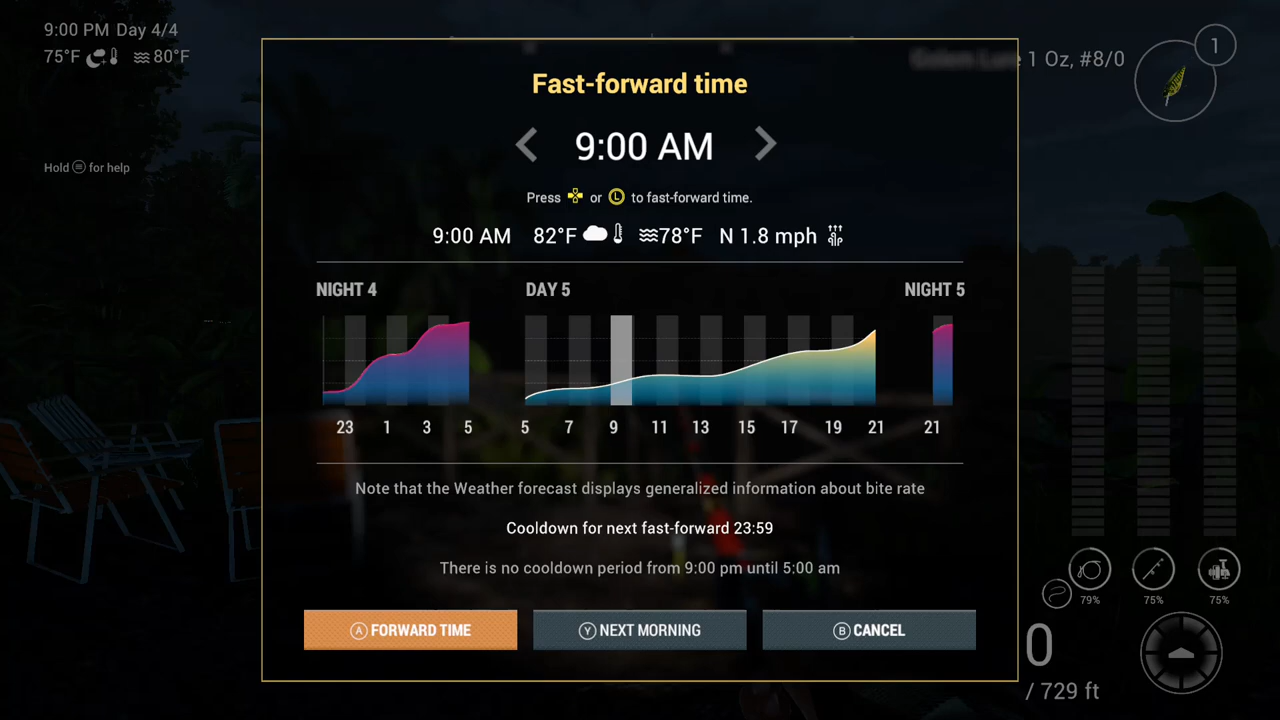 9:00 PM Day 4/4
75°F 80°F
1 Oz, #8/0
1
Hold for help
Fast-forward time
9:00 AM
Press or L to fast-forward time.
9:00 AM 82°F 78°F N 1.8 mph
NIGHT 4 DAY 5 NIGHT 5
23 1 3 5 5 7 9 11 13 15 17 19 21 21
Note that the Weather forecast displays generalized information about bite rate
Cooldown for next fast-forward 23:59
There is no cooldown period from 9:00 pm until 5:00 am
A FORWARD TIME Y NEXT MORNING B CANCEL
79% 75% 75%
0
/ 729 ft